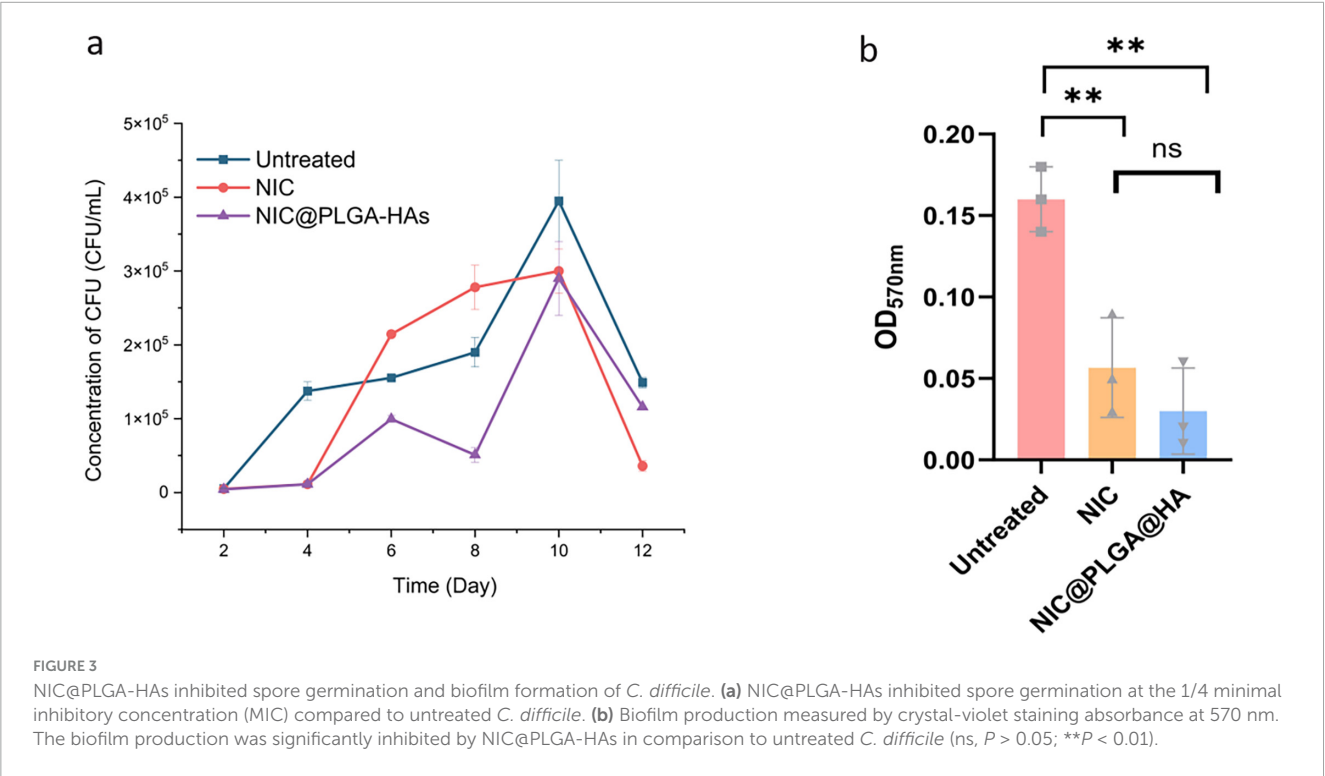 a
5×10⁵
4×10⁵
3×10⁵
2×10⁵
1×10⁵
0
Concentration of CFU (CFU/mL)
Untreated
NIC
NIC@PLGA-HAs
2 4 6 8 10 12
Time (Day)
b
**
**
ns
0.20
0.15
0.10
0.05
0.00
OD570nm
Untreated
NIC
NIC@PLGA@HA
FIGURE 3
NIC@PLGA-HAs inhibited spore germination and biofilm formation of C. difficile. (a) NIC@PLGA-HAs inhibited spore germination at the 1/4 minimal
inhibitory concentration (MIC) compared to untreated C. difficile. (b) Biofilm production measured by crystal-violet staining absorbance at 570 nm.
The biofilm production was significantly inhibited by NIC@PLGA-HAs in comparison to untreated C. difficile (ns, P > 0.05; **P < 0.01).